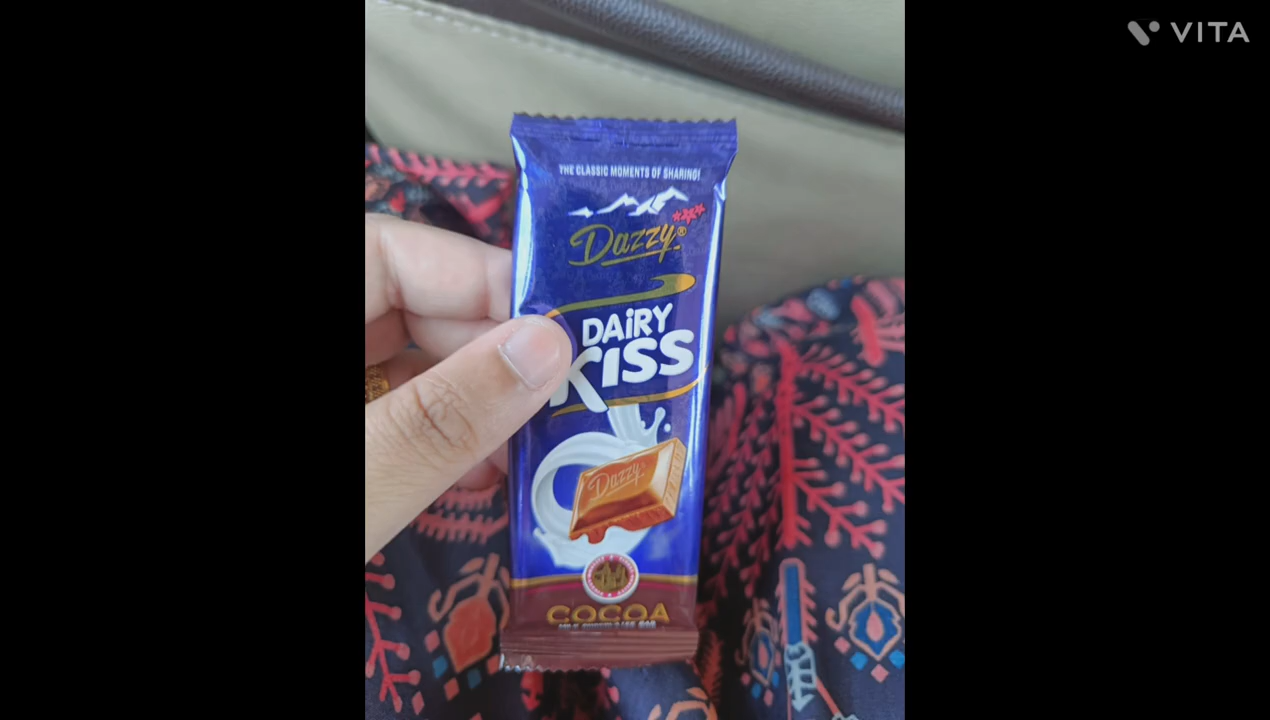 VITA
THE CLASSIC MOMENTS OF SHARING!
Dazzy®
DAiRY
KISS
Dazzy
COCOA